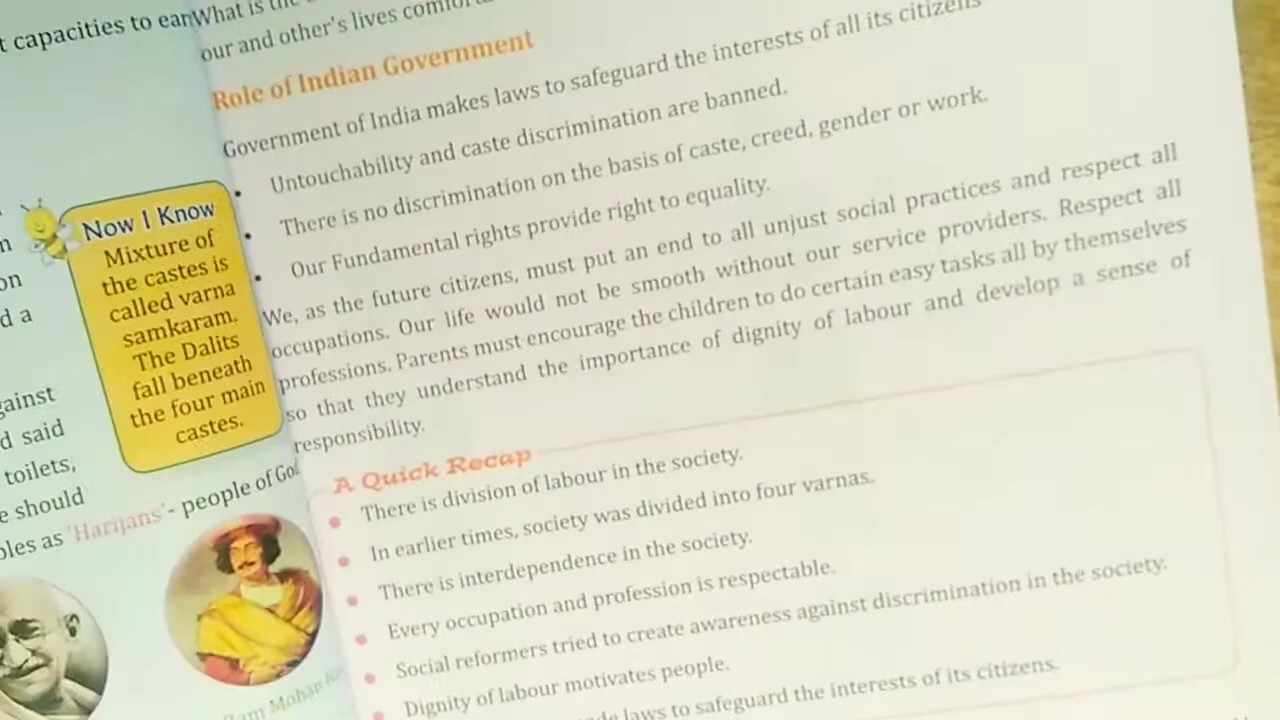 t capacities to earn
n
on
d a
gainst
d said
toilets,
e should
oles as 'Harijans'- people of God
Now I Know
Mixture of
the castes is
called varna
samkaram.
The Dalits
fall beneath
the four main
castes.
Ram Mohan
What is the
our and other's lives
Role of Indian Government
Government of India makes laws to safeguard the interests of all its citizens
• Untouchability and caste discrimination are banned.
• There is no discrimination on the basis of caste, creed, gender or work.
• Our Fundamental rights provide right to equality.
We, as the future citizens, must put an end to all unjust social practices and respect all
occupations. Our life would not be smooth without our service providers. Respect all
professions. Parents must encourage the children to do certain easy tasks all by themselves
so that they understand the importance of dignity of labour and develop a sense of
responsibility.
A Quick Recap
• There is division of labour in the society.
• In earlier times, society was divided into four varnas.
• There is interdependence in the society.
• Every occupation and profession is respectable.
• Social reformers tried to create awareness against discrimination in the society.
• Dignity of labour motivates people.
laws to safeguard the interests of its citizens.